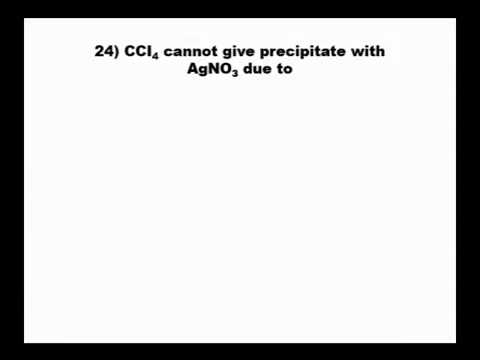 24) CCl₄ cannot give precipitate with
AgNO₃ due to